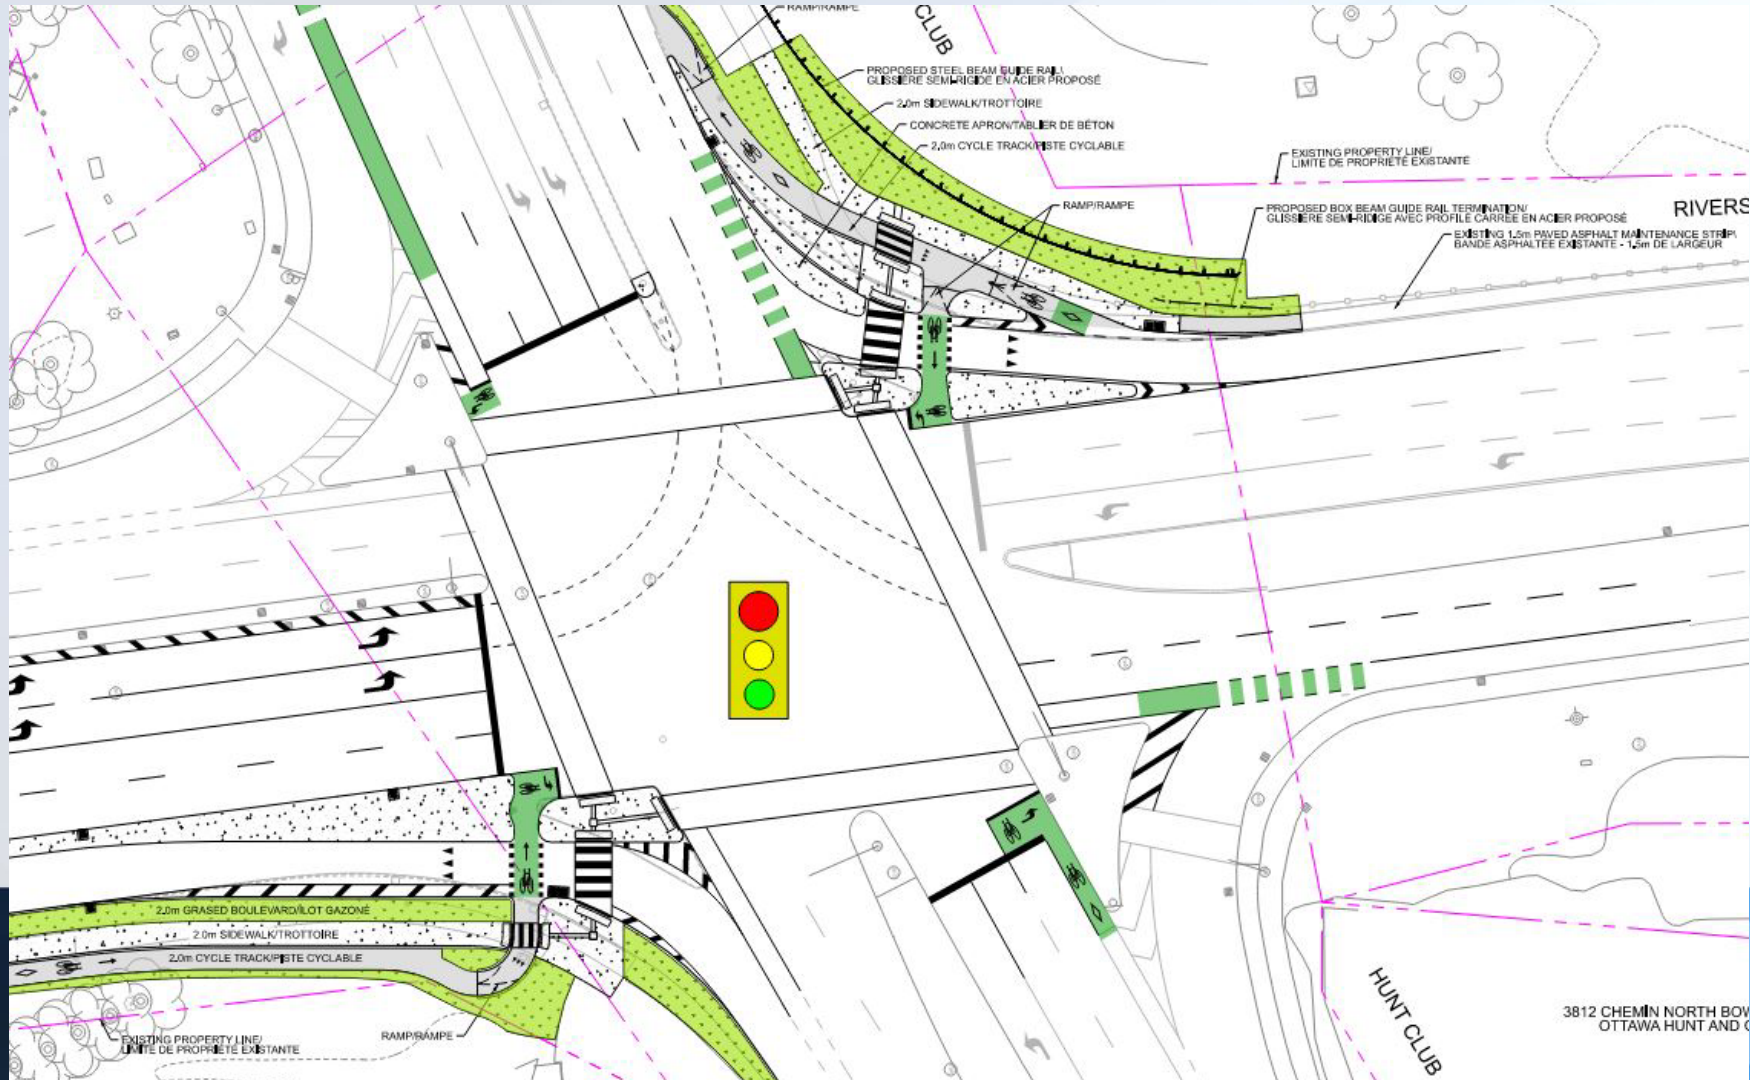 RAMP/RAMPE
CLUB
PROPOSED STEEL BEAM GUIDE RAIL/
GLISSIÈRE SEMI-RIGIDE EN ACIER PROPOSÉ
2.0m SIDEWALK/TROTTOIRE
CONCRETE APRON/TABLIER DE BÉTON
2.0m CYCLE TRACK/PISTE CYCLABLE
EXISTING PROPERTY LINE/
LIMITE DE PROPRIÉTÉ EXISTANTE
RAMP/RAMPE
PROPOSED BOX BEAM GUIDE RAIL TERMINATION/
GLISSIÈRE SEMI-RIDIGE AVEC PROFILÉ CARRÉE EN ACIER PROPOSÉ
RIVERS
EXISTING 1.5m PAVED ASPHALT MAINTENANCE STRIP/
BANDE ASPHALTÉE EXISTANTE - 1.5m DE LARGEUR
2.0m GRASED BOULEVARD/ÎLOT GAZONÉ
2.0m SIDEWALK/TROTTOIRE
2.0m CYCLE TRACK/PISTE CYCLABLE
EXISTING PROPERTY LINE/
LIMITE DE PROPRIÉTÉ EXISTANTE
RAMP/RAMPE
HUNT CLUB
3812 CHEMIN NORTH BOW
OTTAWA HUNT AND